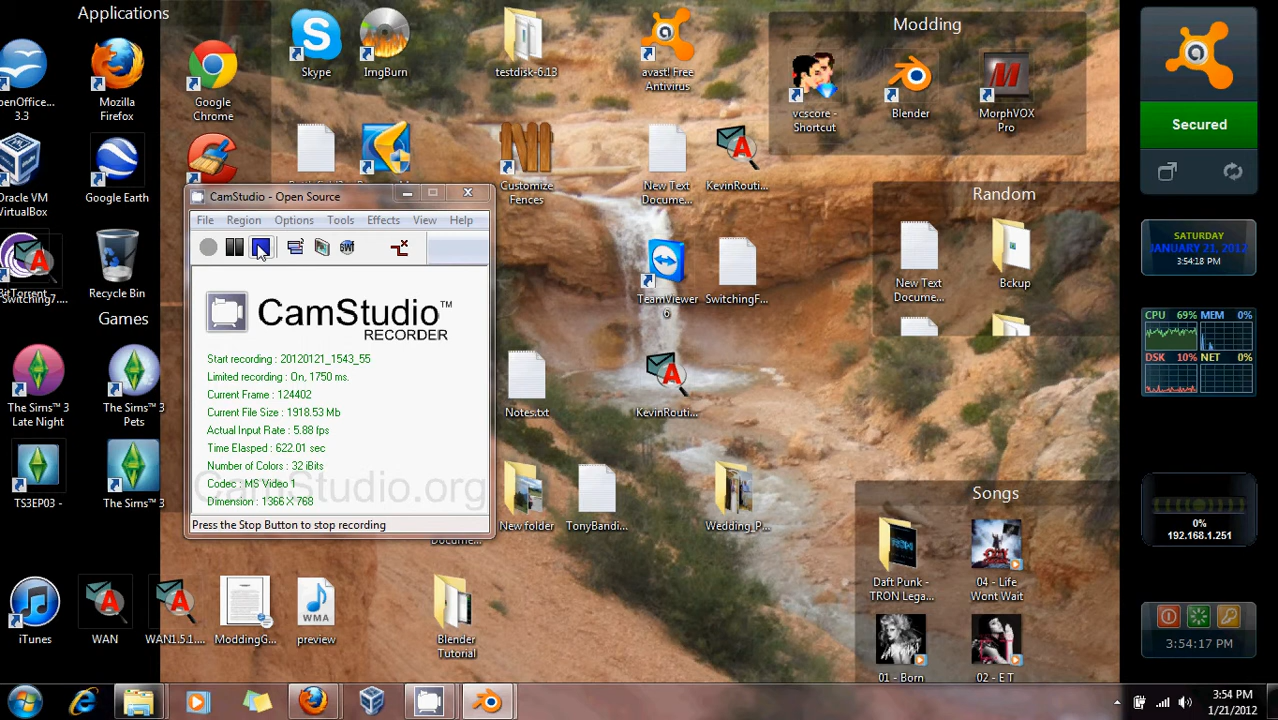 Applications
Mozilla
Firefox
Google
Chrome
Skype
ImgBurn
testdisk-6.13
avast! Free
Antivirus
Modding
vcscore -
Shortcut
Blender
MorphVOX
Pro
Secured
penOffice...
3.3
Oracle VM
VirtualBox
Google Earth
Customize
Fences
New Text
Docume...
KevinRouti...
Random
New Text
Docume...
Bckup
SATURDAY
JANUARY 21, 2012
3:54:18 PM
BitTorrent
Switching7....
Recycle Bin
TeamViewer
6
SwitchingF...
CPU 69% MEM 0%
DSK 10% NET 0%
CamStudio - Open Source
File Region Options Tools Effects View Help
CamStudio™
RECORDER
Start recording : 20120121_1543_55
Limited recording : On, 1750 ms.
Current Frame : 124402
Current File Size : 1918.53 Mb
Actual Input Rate : 5.88 fps
Time Elasped : 622.01 sec
Number of Colors : 32 iBits
Codec : MS Video 1
Dimension : 1366 X 768
CamStudio.org
Press the Stop Button to stop recording
Games
The Sims™ 3
Late Night
The Sims™ 3
Pets
TS3EP03 -
The Sims™ 3
Notes.txt
KevinRouti...
New folder
TonyBandi...
Wedding_P...
Docume...
Songs
Daft Punk -
TRON Lega...
04 - Life
Wont Wait
01 - Born
02 - E T
0%
192.168.1.251
iTunes
WAN
WAN1.5.1....
ModdingG...
preview
WMA
Blender
Tutorial
3:54:17 PM
3:54 PM
1/21/2012